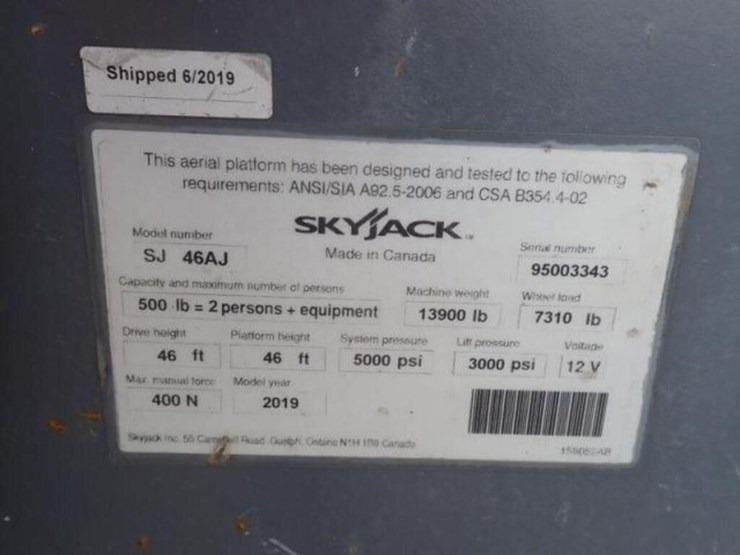 Shipped 6/2019
This aerial platform has been designed and tested to the following
requirements: ANSI/SIA A92.5-2006 and CSA B354.4-02
SKYJACK
Made in Canada
Model number
SJ 46AJ
Serial number
95003343
Capacity and maximum number of persons
500 lb = 2 persons + equipment
Machine weight
13900 lb
Wheel load
7310 lb
Drive height
46 ft
Platform height
46 ft
System pressure
5000 psi
Lift pressure
3000 psi
Voltage
12 V
Max. manual force
400 N
Model year
2019
Skyjack Inc. 55 Road Guelph, Ontario Canada